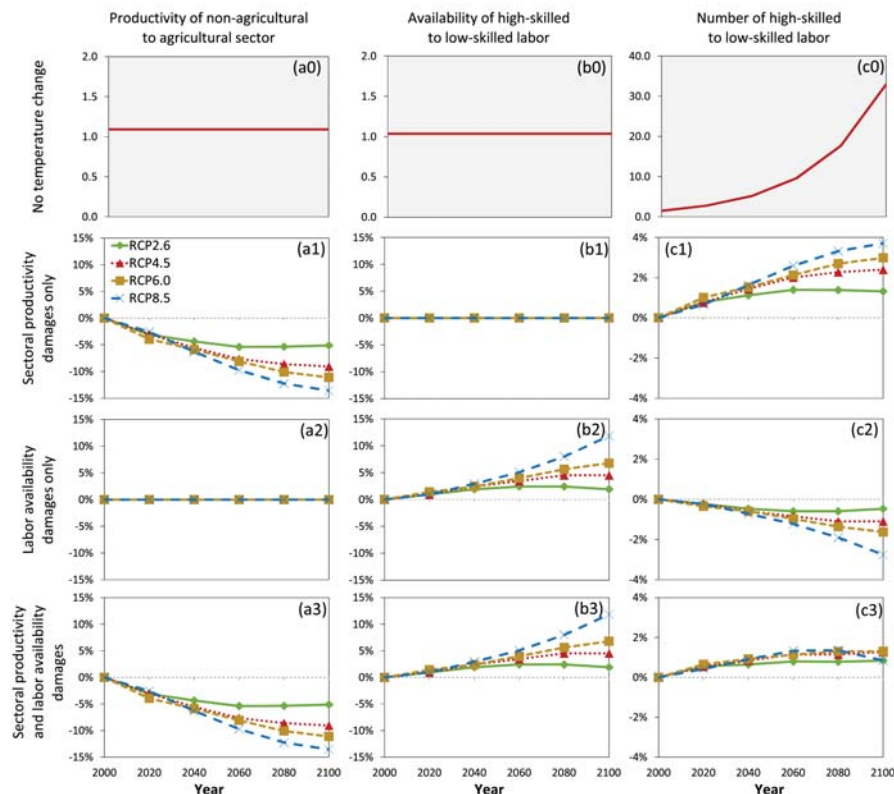 Productivity of non-agricultural
to agricultural sector
Availability of high-skilled
to low-skilled labor
Number of high-skilled
to low-skilled labor
No temperature change
2.0
1.5
1.0
0.5
0.0
(a0)
2.0
1.5
1.0
0.5
0.0
(b0)
40.0
30.0
20.0
10.0
0.0
(c0)
Sectoral productivity
damages only
15%
10%
5%
0%
-5%
-10%
-15%
RCP2.6
RCP4.5
RCP6.0
RCP8.5
(a1)
15%
10%
5%
0%
-5%
-10%
-15%
(b1)
4%
2%
0%
-2%
-4%
(c1)
Labor availability
damages only
15%
10%
5%
0%
-5%
-10%
-15%
(a2)
15%
10%
5%
0%
-5%
-10%
-15%
(b2)
4%
2%
0%
-2%
-4%
(c2)
Sectoral productivity
and labor availability
damages
15%
10%
5%
0%
-5%
-10%
-15%
(a3)
15%
10%
5%
0%
-5%
-10%
-15%
(b3)
4%
2%
0%
-2%
-4%
(c3)
2000 2020 2040 2060 2080 2100
Year
2000 2020 2040 2060 2080 2100
Year
2000 2020 2040 2060 2080 2100
Year